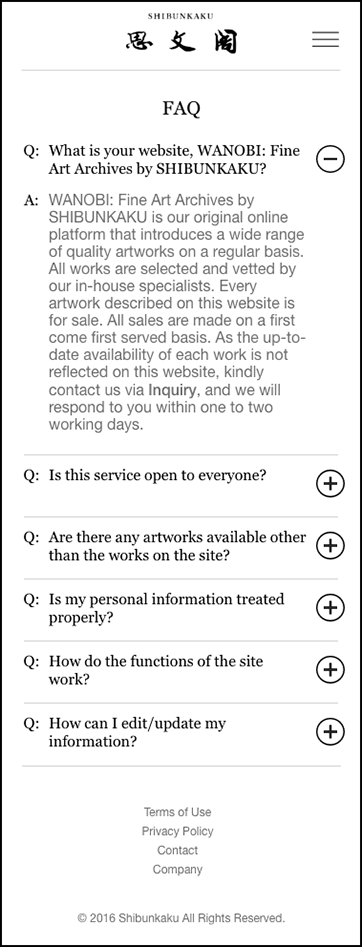 SHIBUNKAKU
思文閣
FAQ
Q: What is your website, WANOBI: Fine
Art Archives by SHIBUNKAKU?
A: WANOBI: Fine Art Archives by
SHIBUNKAKU is our original online
platform that introduces a wide range
of quality artworks on a regular basis.
All works are selected and vetted by
our in-house specialists. Every
artwork described on this website is
for sale. All sales are made on a first
come first served basis. As the up-to-
date availability of each work is not
reflected on this website, kindly
contact us via Inquiry, and we will
respond to you within one to two
working days.
Q: Is this service open to everyone?
Q: Are there any artworks available other
than the works on the site?
Q: Is my personal information treated
properly?
Q: How do the functions of the site
work?
Q: How can I edit/update my
information?
Terms of Use
Privacy Policy
Contact
Company
© 2016 Shibunkaku All Rights Reserved.